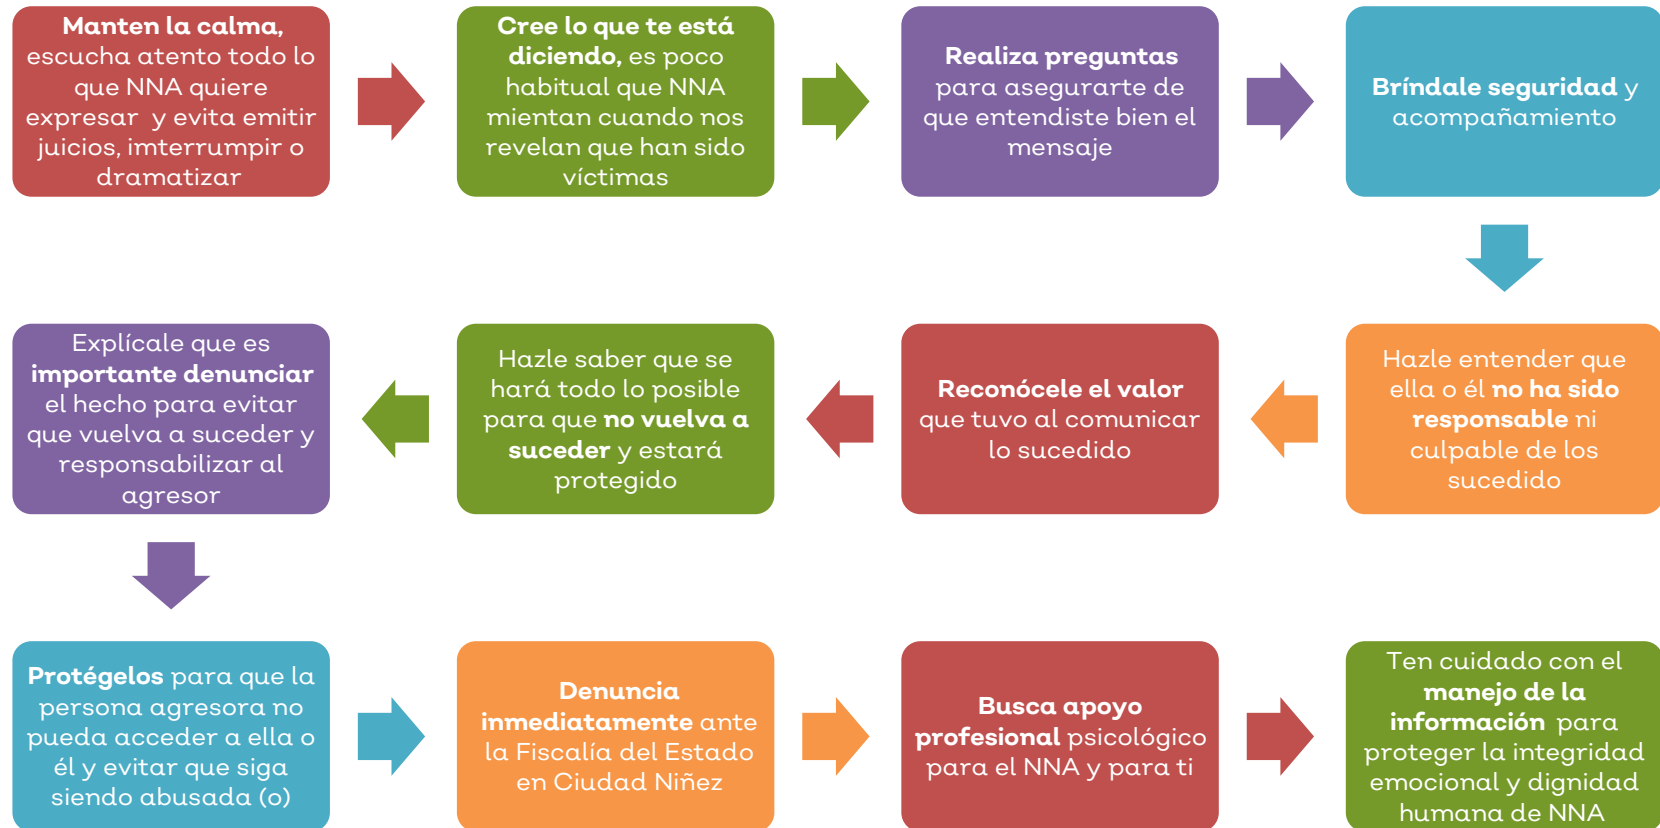 Manten la calma,
escucha atento todo lo
que NNA quiere
expresar y evita emitir
juicios, imterrumpir o
dramatizar
Cree lo que te está
diciendo, es poco
habitual que NNA
mientan cuando nos
revelan que han sido
víctimas
Realiza preguntas
para asegurarte de
que entendiste bien el
mensaje
Bríndale seguridad y
acompañamiento
Hazle entender que
ella o él no ha sido
responsable ni
culpable de los
sucedido
Reconócele el valor
que tuvo al comunicar
lo sucedido
Hazle saber que se
hará todo lo posible
para que no vuelva a
suceder y estará
protegido
Explícale que es
importante denunciar
el hecho para evitar
que vuelva a suceder y
responsabilizar al
agresor
Protégelos para que la
persona agresora no
pueda acceder a ella o
él y evitar que siga
siendo abusada (o)
Denuncia
inmediatamente ante
la Fiscalía del Estado
en Ciudad Niñez
Busca apoyo
profesional psicológico
para el NNA y para ti
Ten cuidado con el
manejo de la
información para
proteger la integridad
emocional y dignidad
humana de NNA